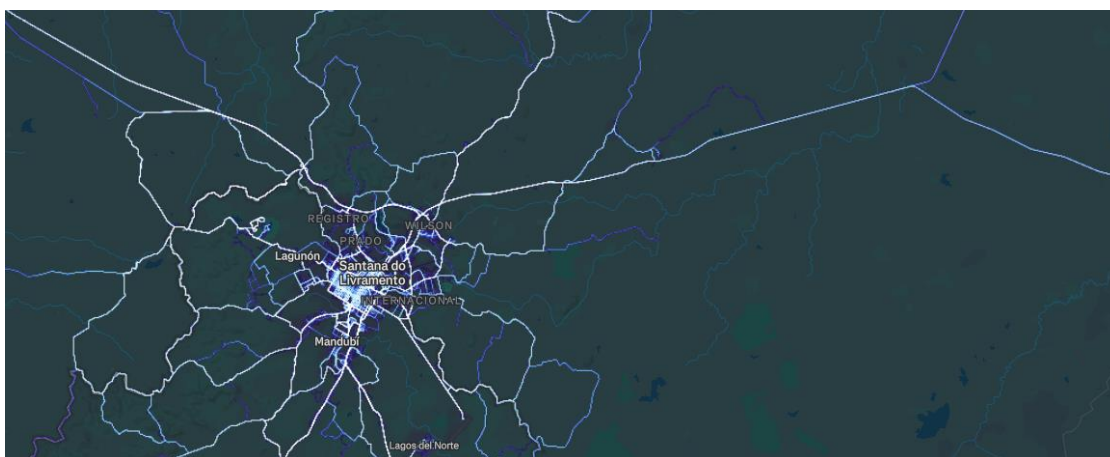 REGISTRO
WILSON
PRADO
Lagunón
Santana do
Livramento
INTERNACIONAL
Mandubí
Lagos del Norte